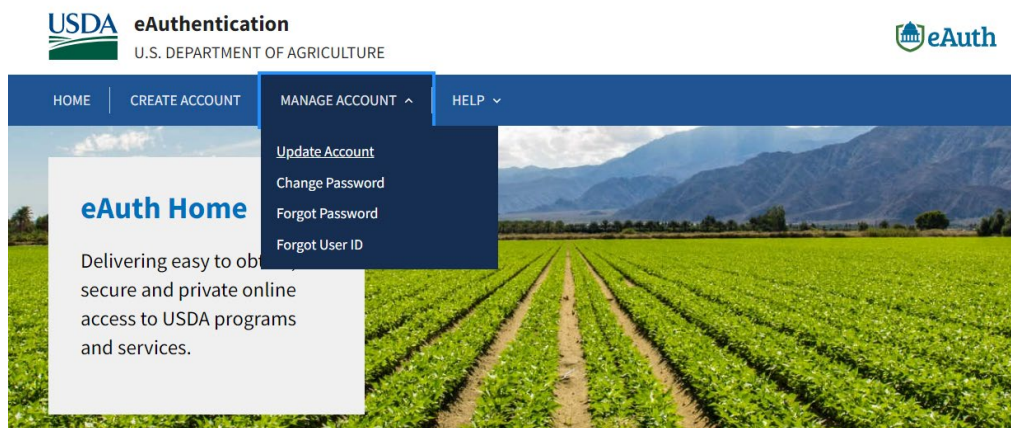 USDA
eAuthentication
U.S. DEPARTMENT OF AGRICULTURE
eAuth
HOME
CREATE ACCOUNT
MANAGE ACCOUNT
HELP
Update Account
Change Password
Forgot Password
Forgot User ID
eAuth Home
Delivering easy to
secure and private online
access to USDA programs
and services.